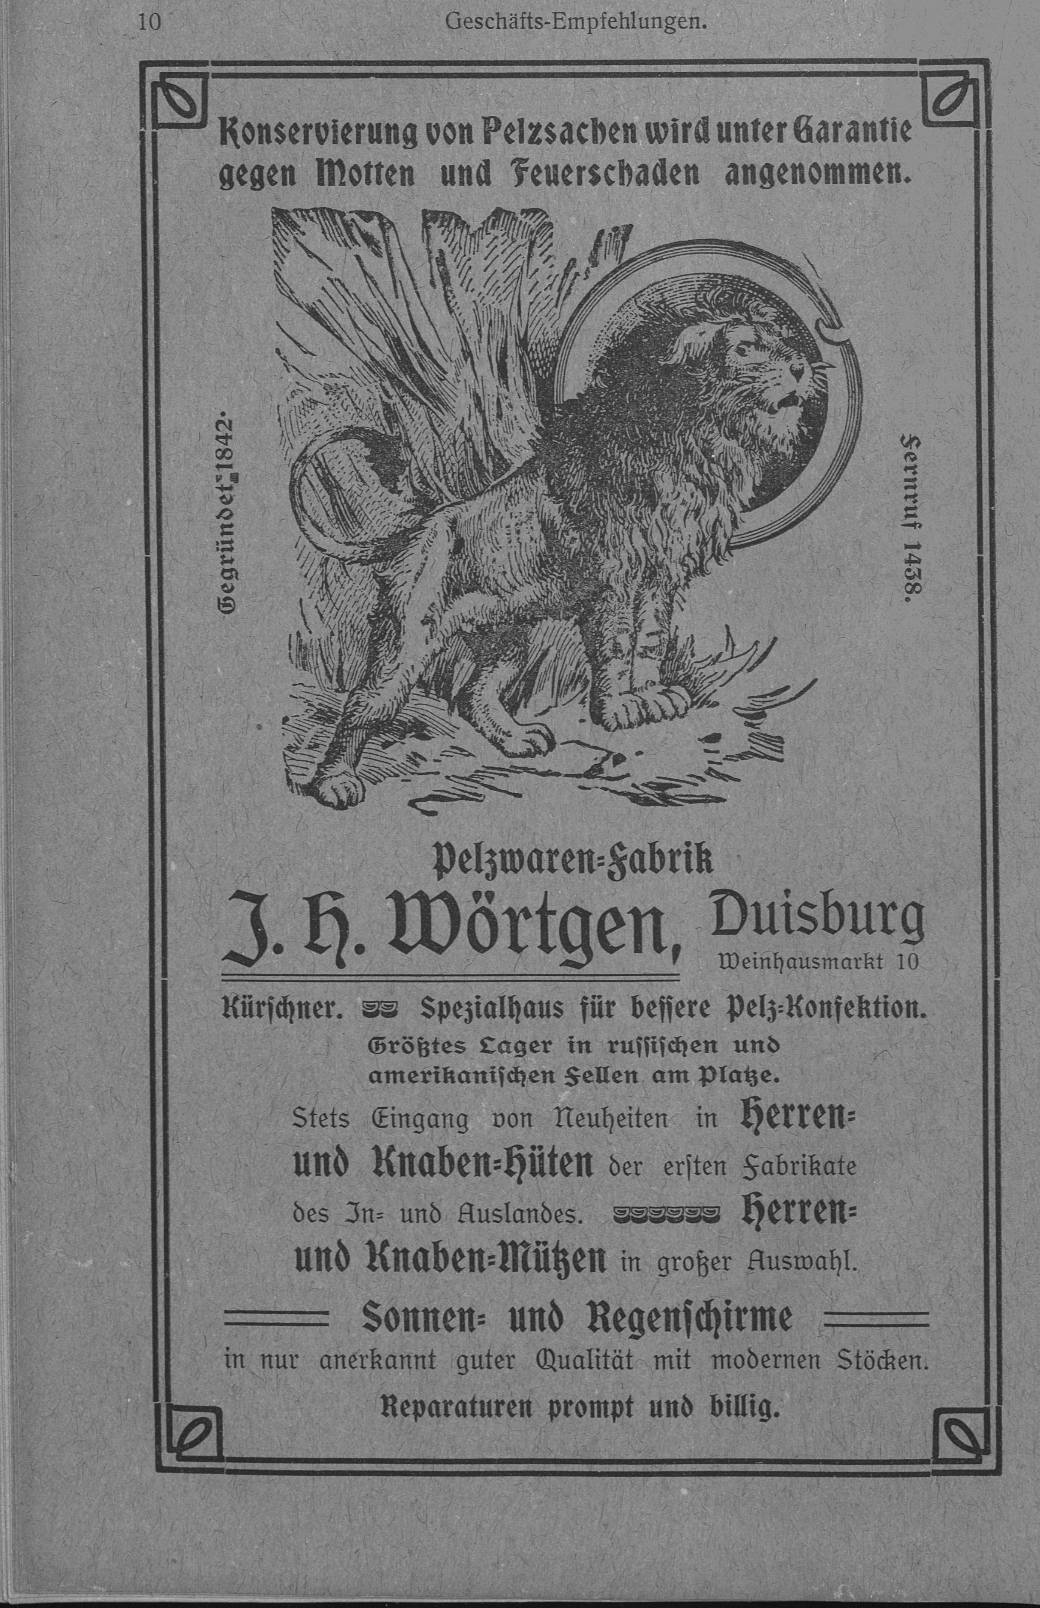 10
Geschäfts-Empfehlungen.
Konservierung von Pelzsachen wird unter Garantie
gegen Motten und Feuerschaden angenommen.
Gegründet 1842.
Fernruf 1438.
Pelzwaren-Fabrik
J. H. Wörtgen, Duisburg
Weinhausmarkt 10
Kürschner. Spezialhaus für bessere Pelz-Konfektion.
Größtes Lager in russischen und
amerikanischen Fellen am Platze.
Stets Eingang von Neuheiten in Herren-
und Knaben-Hüten der ersten Fabrikate
des In- und Auslandes. Herren-
und Knaben-Mützen in großer Auswahl.
Sonnen- und Regenschirme
in nur anerkannt guter Qualität mit modernen Stöcken.
Reparaturen prompt und billig.